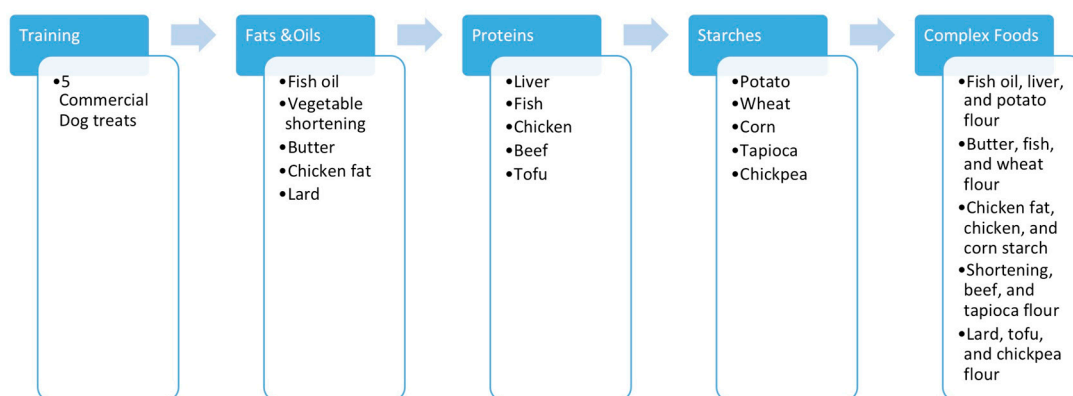 Training
•5
Commercial
Dog treats
Fats &Oils
•Fish oil
•Vegetable
shortening
•Butter
•Chicken fat
•Lard
Proteins
•Liver
•Fish
•Chicken
•Beef
•Tofu
Starches
•Potato
•Wheat
•Corn
•Tapioca
•Chickpea
Complex Foods
•Fish oil, liver,
and potato
flour
•Butter, fish,
and wheat
flour
•Chicken fat,
chicken, and
corn starch
•Shortening,
beef, and
tapioca flour
•Lard, tofu,
and chickpea
flour